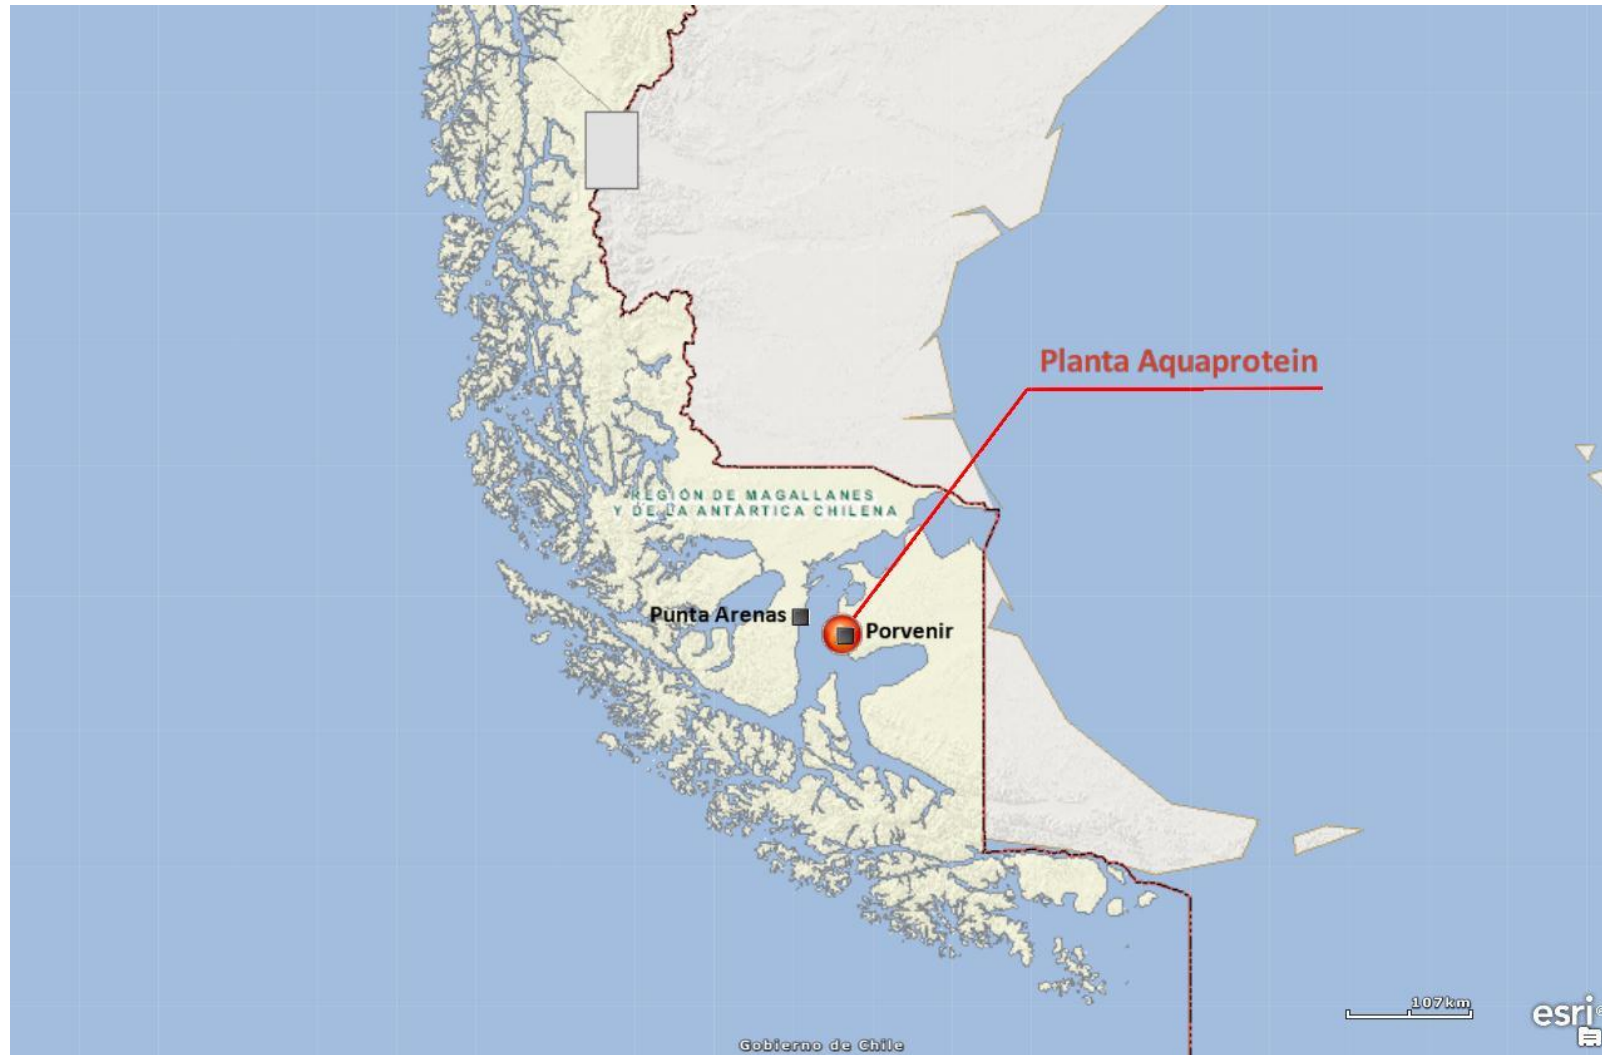 Planta Aquaprotein
REGIÓN DE MAGALLANES
Y DE LA ANTÁRTICA CHILENA
Punta Arenas
Porvenir
107km
esri
Gobierno de Chile